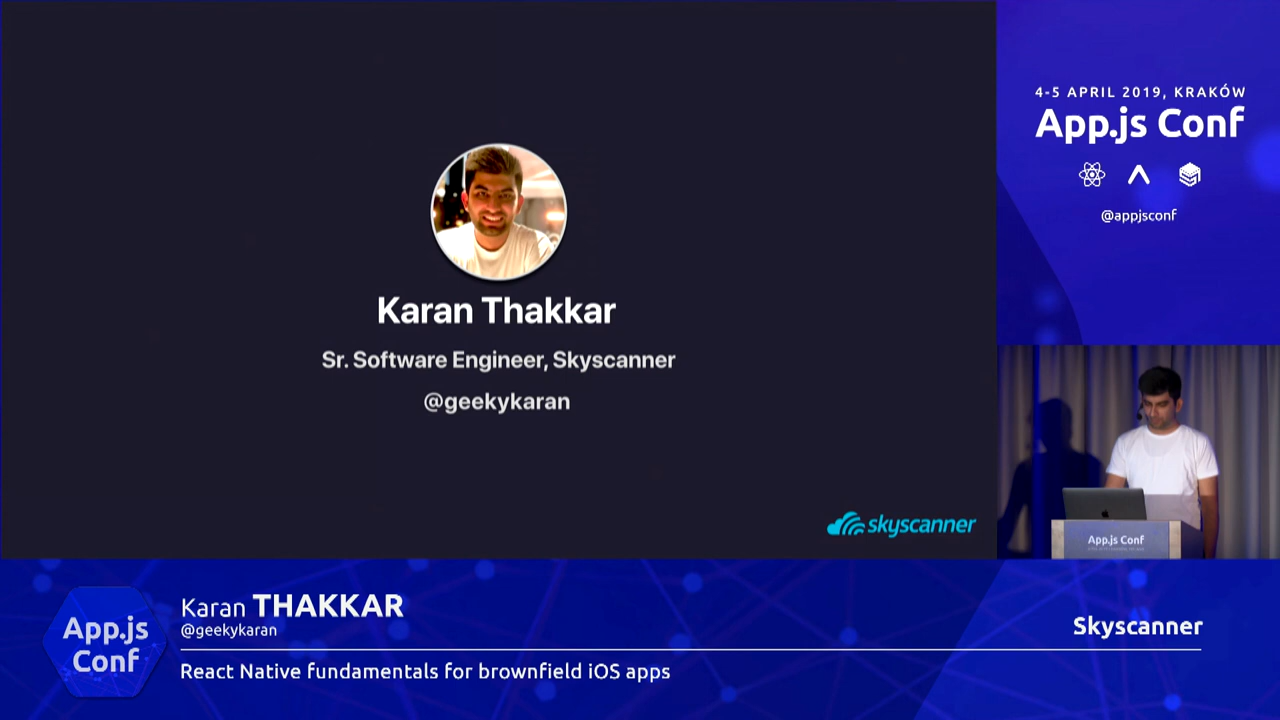 Karan Thakkar
Sr. Software Engineer, Skyscanner
@geekykaran
skyscanner
4-5 APRIL 2019, KRAKÓW
App.js Conf
@appjsconf
App.js Conf
App.js
Conf
Karan THAKKAR
@geekykaran
Skyscanner
React Native fundamentals for brownfield iOS apps